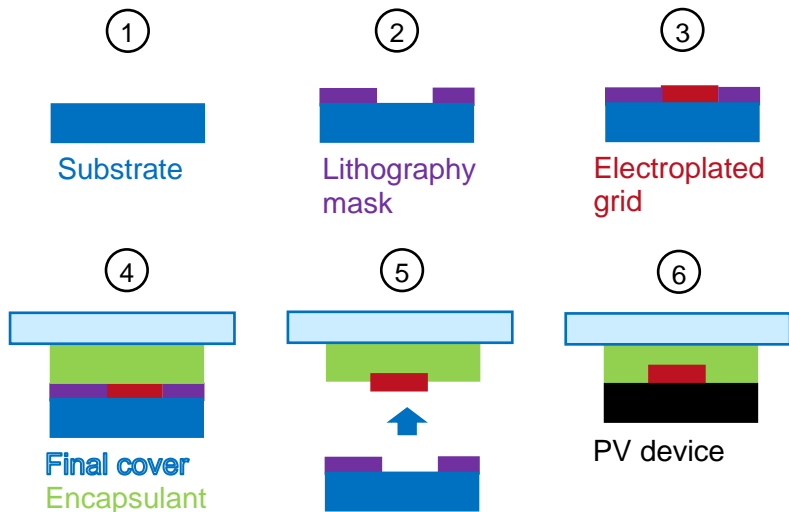 1
2
3
Substrate
Lithography
mask
Electroplated
grid
4
5
6
Final cover
Encapsulant
PV device